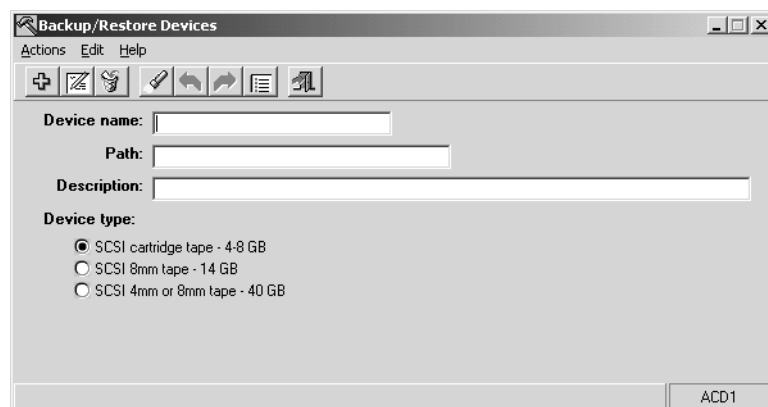 Backup/Restore Devices
Actions Edit Help
Device name:
Path:
Description:
Device type:
SCSI cartridge tape - 4-8 GB
SCSI 8mm tape - 14 GB
SCSI 4mm or 8mm tape - 40 GB
ACD1